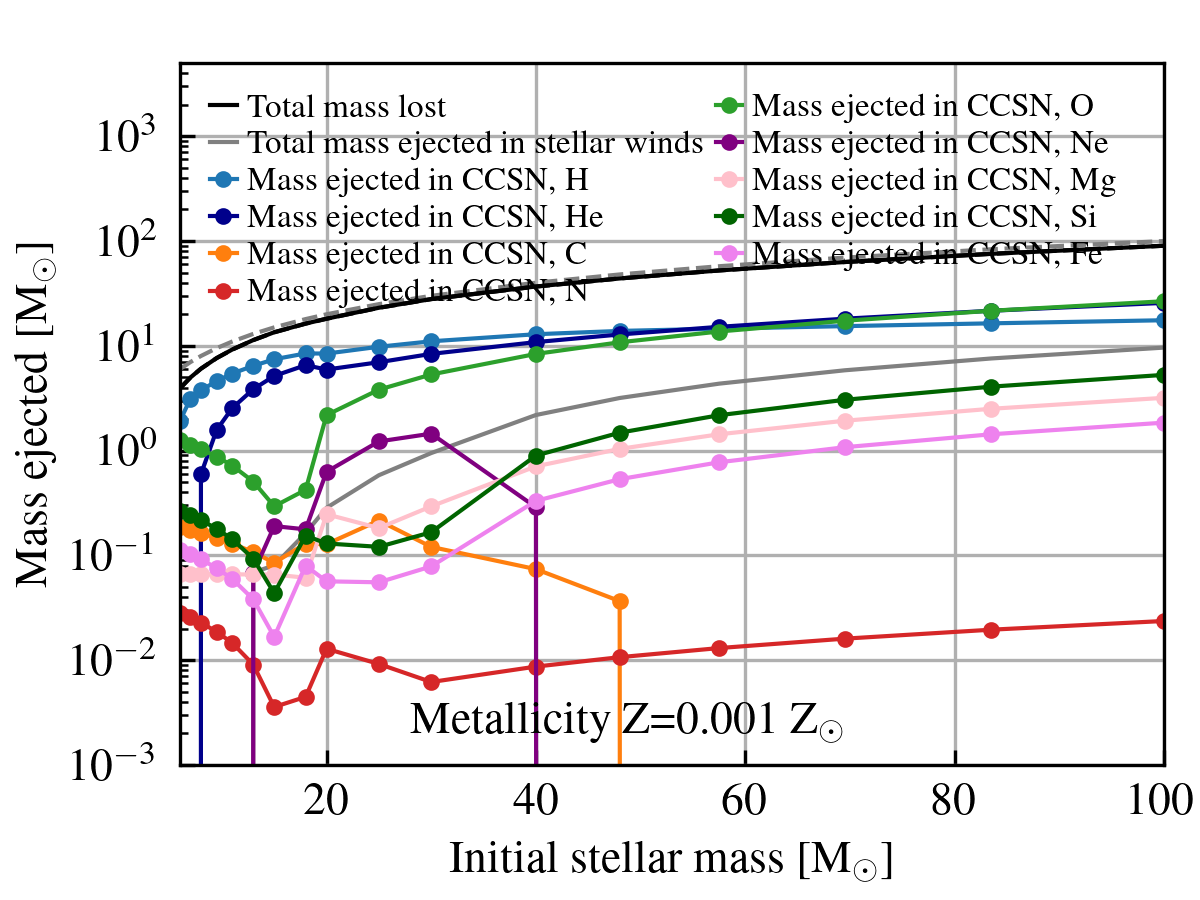 Total mass lost
Total mass ejected in stellar winds
Mass ejected in CCSN, H
Mass ejected in CCSN, He
Mass ejected in CCSN, C
Mass ejected in CCSN, N
Mass ejected in CCSN, O
Mass ejected in CCSN, Ne
Mass ejected in CCSN, Mg
Mass ejected in CCSN, Si
Mass ejected in CCSN, Fe
Mass ejected [M☉]
10³
10²
10¹
10⁰
10⁻¹
10⁻²
10⁻³
Metallicity Z=0.001 Z☉
20 40 60 80 100
Initial stellar mass [M☉]